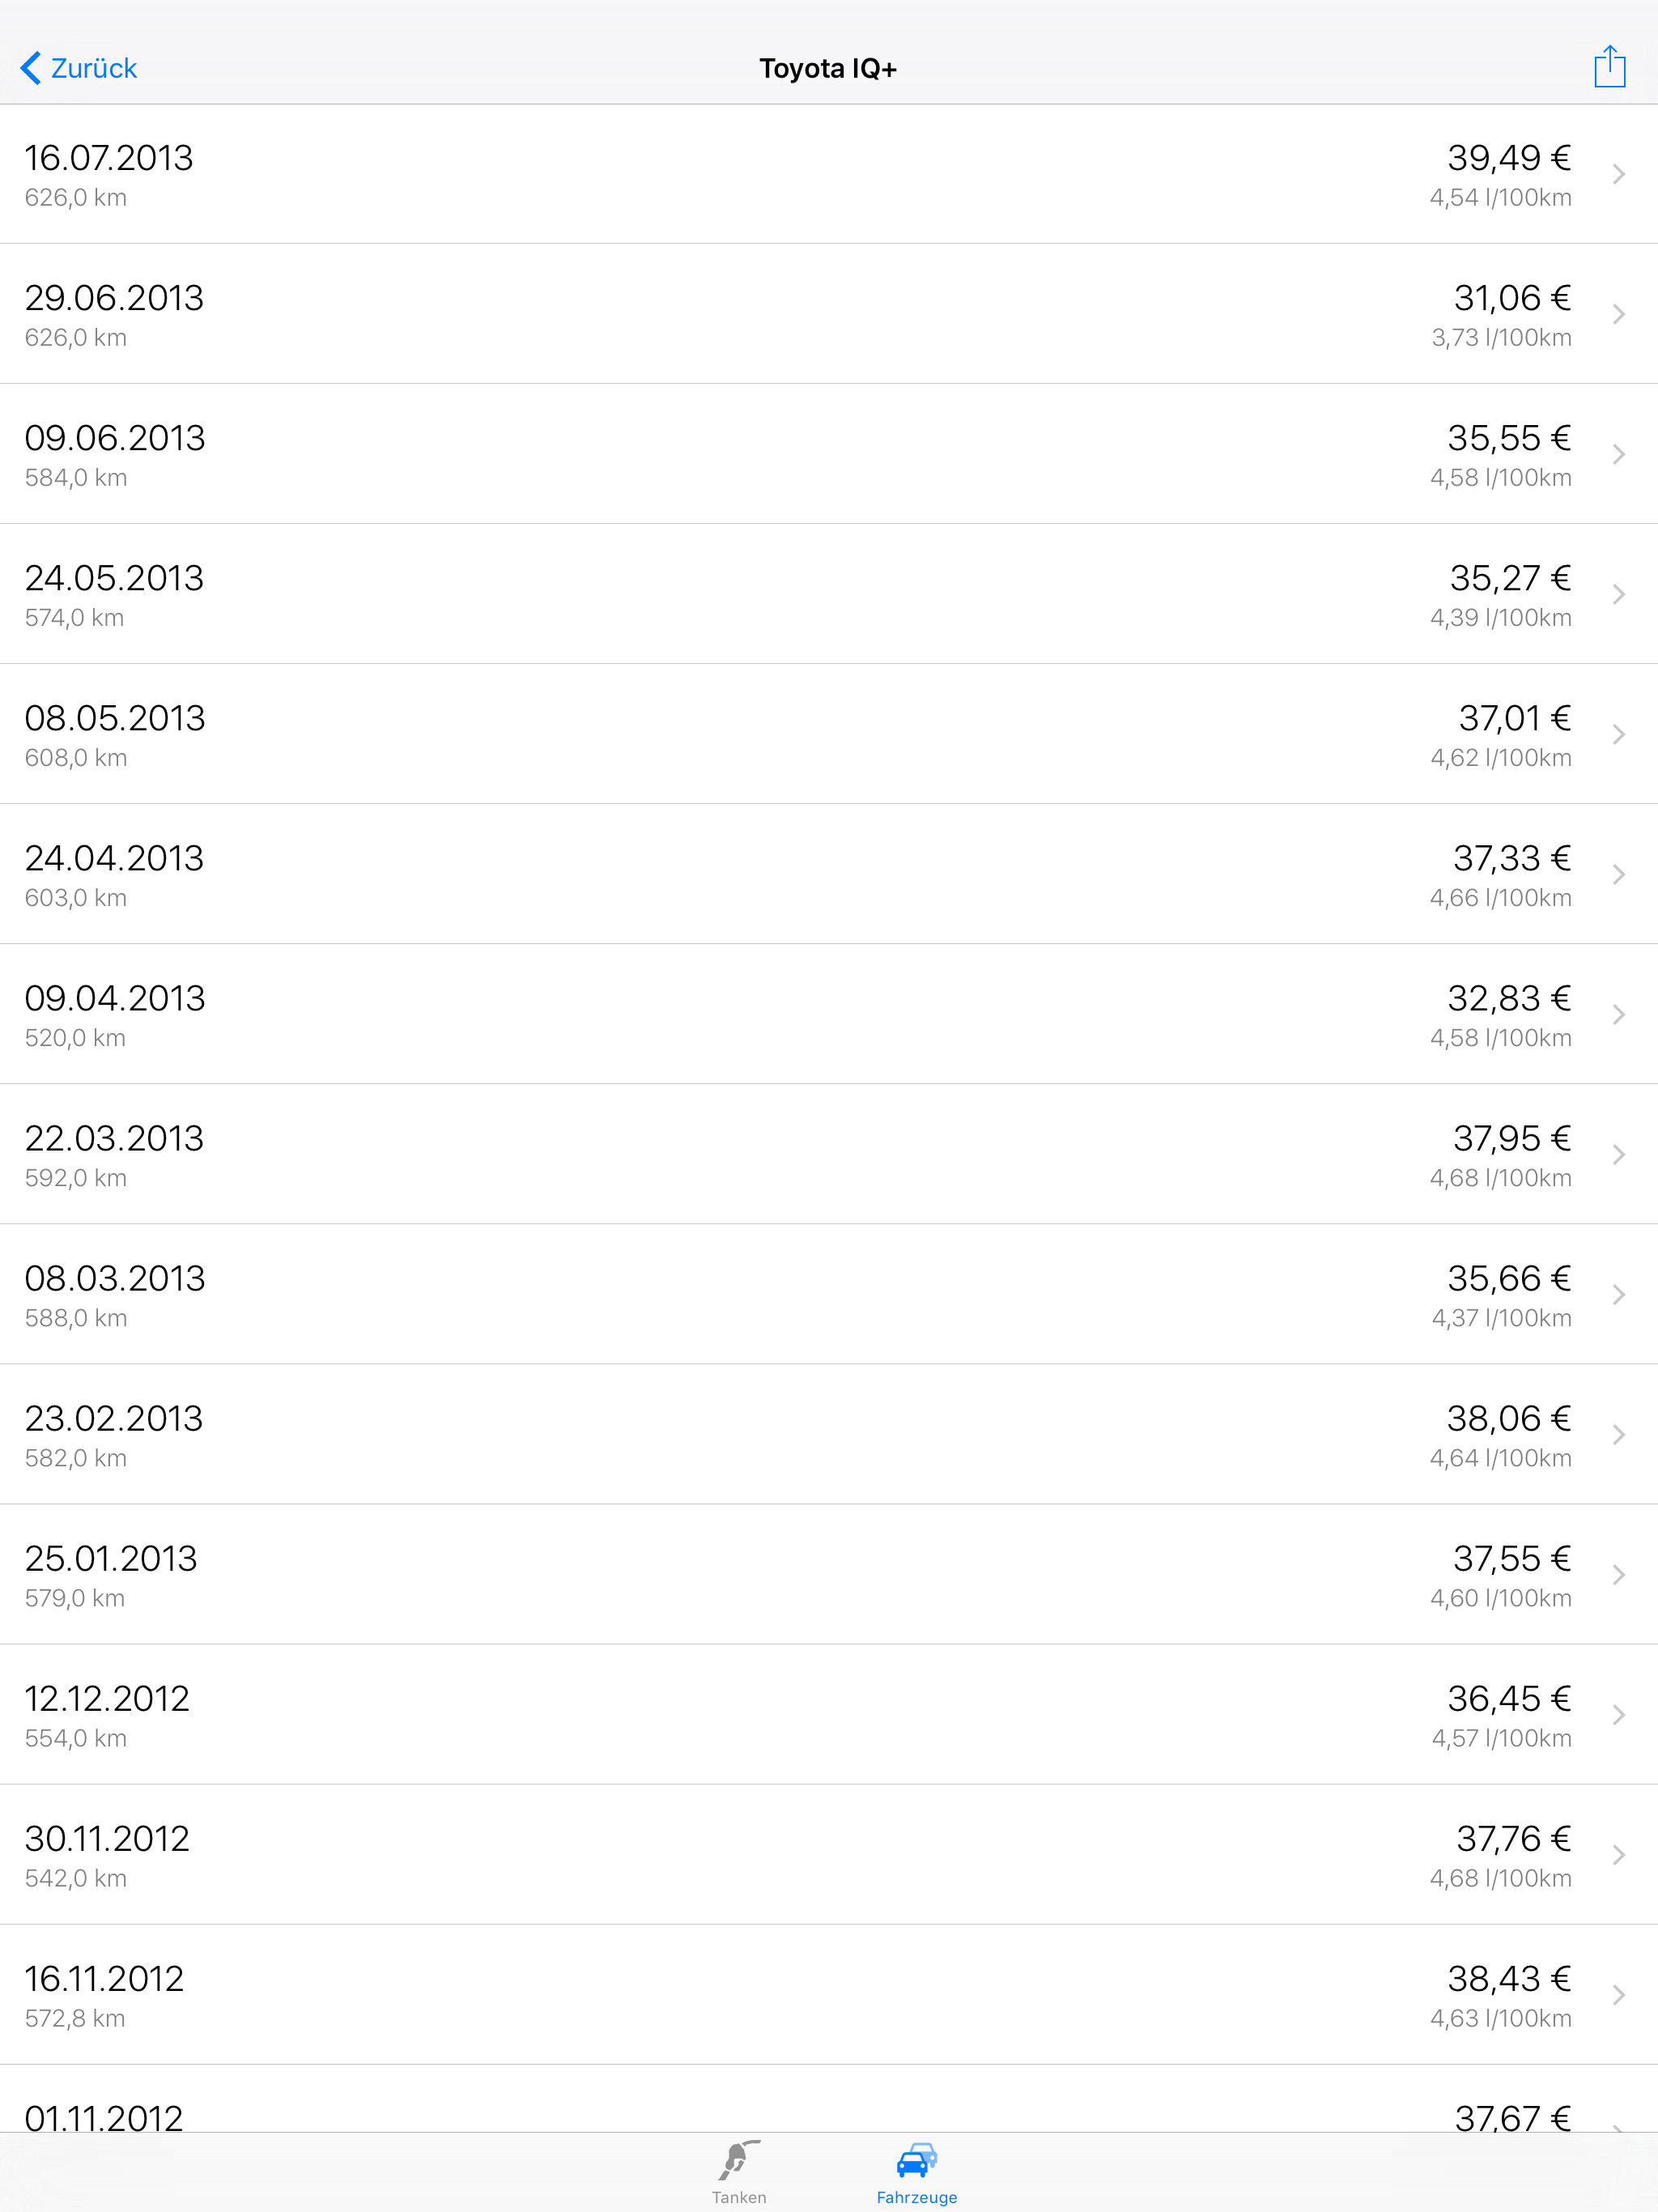 Zurück
Toyota IQ+
16.07.2013 39,49 €
626,0 km 4,54 l/100km
29.06.2013 31,06 €
626,0 km 3,73 l/100km
09.06.2013 35,55 €
584,0 km 4,58 l/100km
24.05.2013 35,27 €
574,0 km 4,39 l/100km
08.05.2013 37,01 €
608,0 km 4,62 l/100km
24.04.2013 37,33 €
603,0 km 4,66 l/100km
09.04.2013 32,83 €
520,0 km 4,58 l/100km
22.03.2013 37,95 €
592,0 km 4,68 l/100km
08.03.2013 35,66 €
588,0 km 4,37 l/100km
23.02.2013 38,06 €
582,0 km 4,64 l/100km
25.01.2013 37,55 €
579,0 km 4,60 l/100km
12.12.2012 36,45 €
554,0 km 4,57 l/100km
30.11.2012 37,76 €
542,0 km 4,68 l/100km
16.11.2012 38,43 €
572,8 km 4,63 l/100km
01.11.2012 37,67 €
Tanken Fahrzeuge